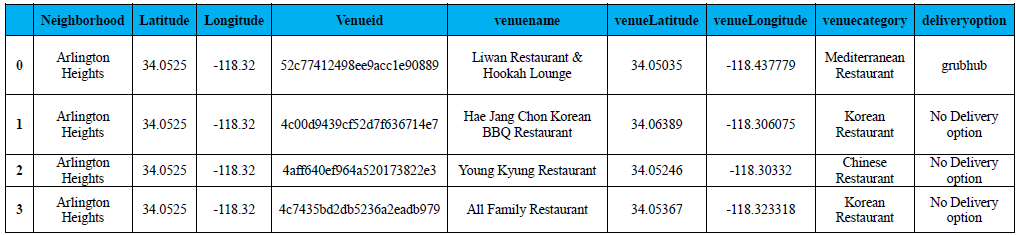 Neighborhood Latitude Longitude Venueid venuename venueLatitude venueLongitude venuecategory deliveryoption
0 Arlington Heights 34.0525 -118.32 52c77412498ee9acc1e90889 Liwan Restaurant & Hookah Lounge 34.05035 -118.437779 Mediterranean Restaurant grubhub
1 Arlington Heights 34.0525 -118.32 4c00d9439cf52d7f636714e7 Hae Jang Chon Korean BBQ Restaurant 34.06389 -118.306075 Korean Restaurant No Delivery option
2 Arlington Heights 34.0525 -118.32 4aff640ef964a520173822e3 Young Kyung Restaurant 34.05246 -118.30332 Chinese Restaurant No Delivery option
3 Arlington Heights 34.0525 -118.32 4c7435bd2db5236a2eadb979 All Family Restaurant 34.05367 -118.323318 Korean Restaurant No Delivery option